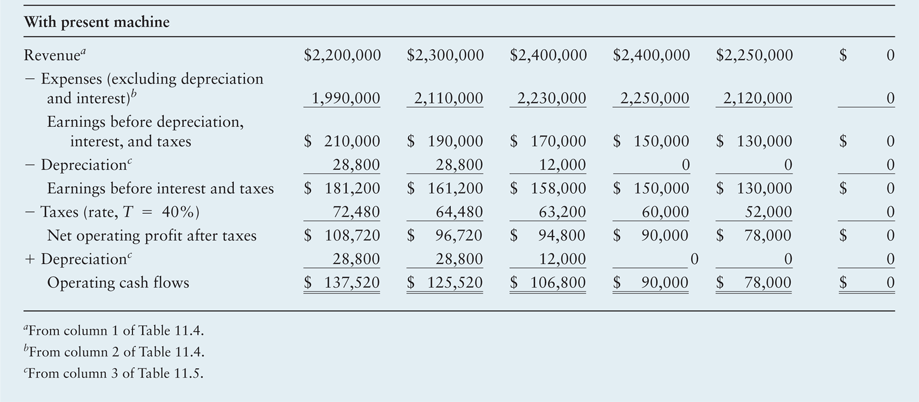 With present machine
Revenueᵃ $2,200,000 $2,300,000 $2,400,000 $2,400,000 $2,250,000 $ 0
− Expenses (excluding depreciation
and interest)ᵇ 1,990,000 2,110,000 2,230,000 2,250,000 2,120,000 0
Earnings before depreciation,
interest, and taxes $ 210,000 $ 190,000 $ 170,000 $ 150,000 $ 130,000 $ 0
− Depreciationᶜ 28,800 28,800 12,000 0 0 0
Earnings before interest and taxes $ 181,200 $ 161,200 $ 158,000 $ 150,000 $ 130,000 $ 0
− Taxes (rate, T = 40%) 72,480 64,480 63,200 60,000 52,000 0
Net operating profit after taxes $ 108,720 $ 96,720 $ 94,800 $ 90,000 $ 78,000 $ 0
+ Depreciationᶜ 28,800 28,800 12,000 0 0 0
Operating cash flows $ 137,520 $ 125,520 $ 106,800 $ 90,000 $ 78,000 $ 0
ᵃFrom column 1 of Table 11.4.
ᵇFrom column 2 of Table 11.4.
ᶜFrom column 3 of Table 11.5.